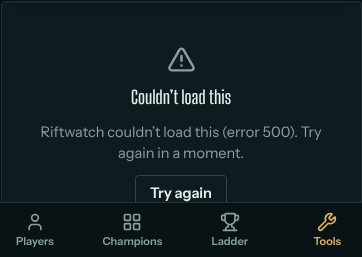 Couldn't load this
Riftwatch couldn't load this (error 500). Try
again in a moment.
Try again
Players
Champions
Ladder
Tools